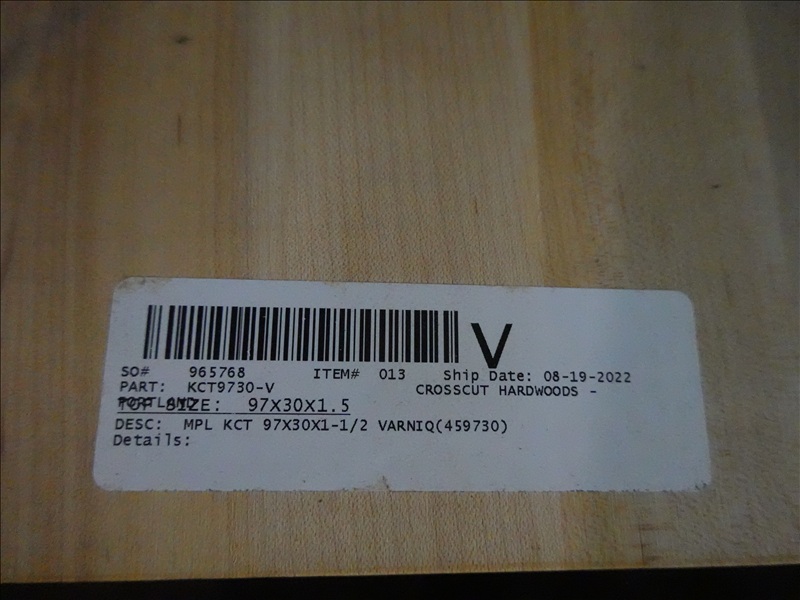 V
SO# 965768 ITEM# 013 Ship Date: 08-19-2022
PART: KCT9730-V CROSSCUT HARDWOODS -
PORTLAND
TOP SIZE: 97X30X1.5
DESC: MPL KCT 97X30X1-1/2 VARNIQ(459730)
Details: